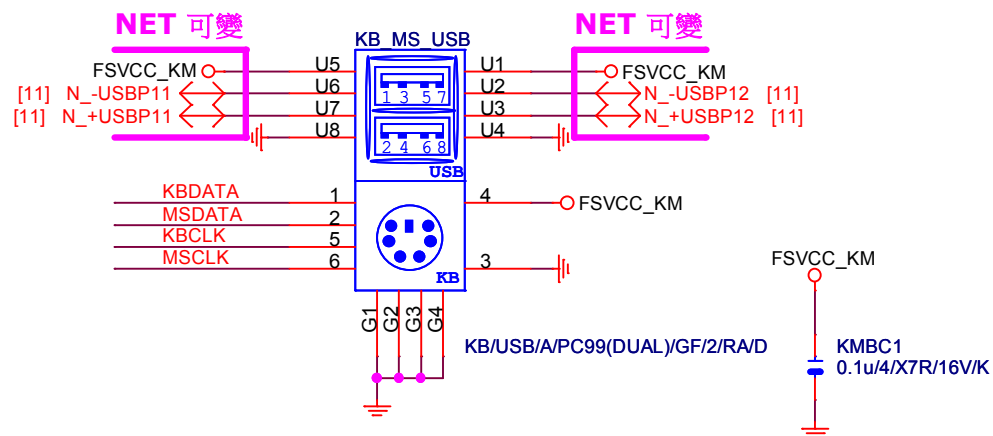 NET 可變
NET 可變
KB_MS_USB
FSVCC_KM
U5
U1
FSVCC_KM
[11] N_-USBP11
U6
U2
N_-USBP12 [11]
1 3 5 7
[11] N_+USBP11
U7
U3
N_+USBP12 [11]
U8
U4
2 4 6 8
USB
KBDATA
1
4
FSVCC_KM
MSDATA
2
KBCLK
5
MSCLK
6
3
KB
FSVCC_KM
G1
G2
G3
G4
KB/USB/A/PC99(DUAL)/GF/2/RA/D
KMBC1
0.1u/4/X7R/16V/K